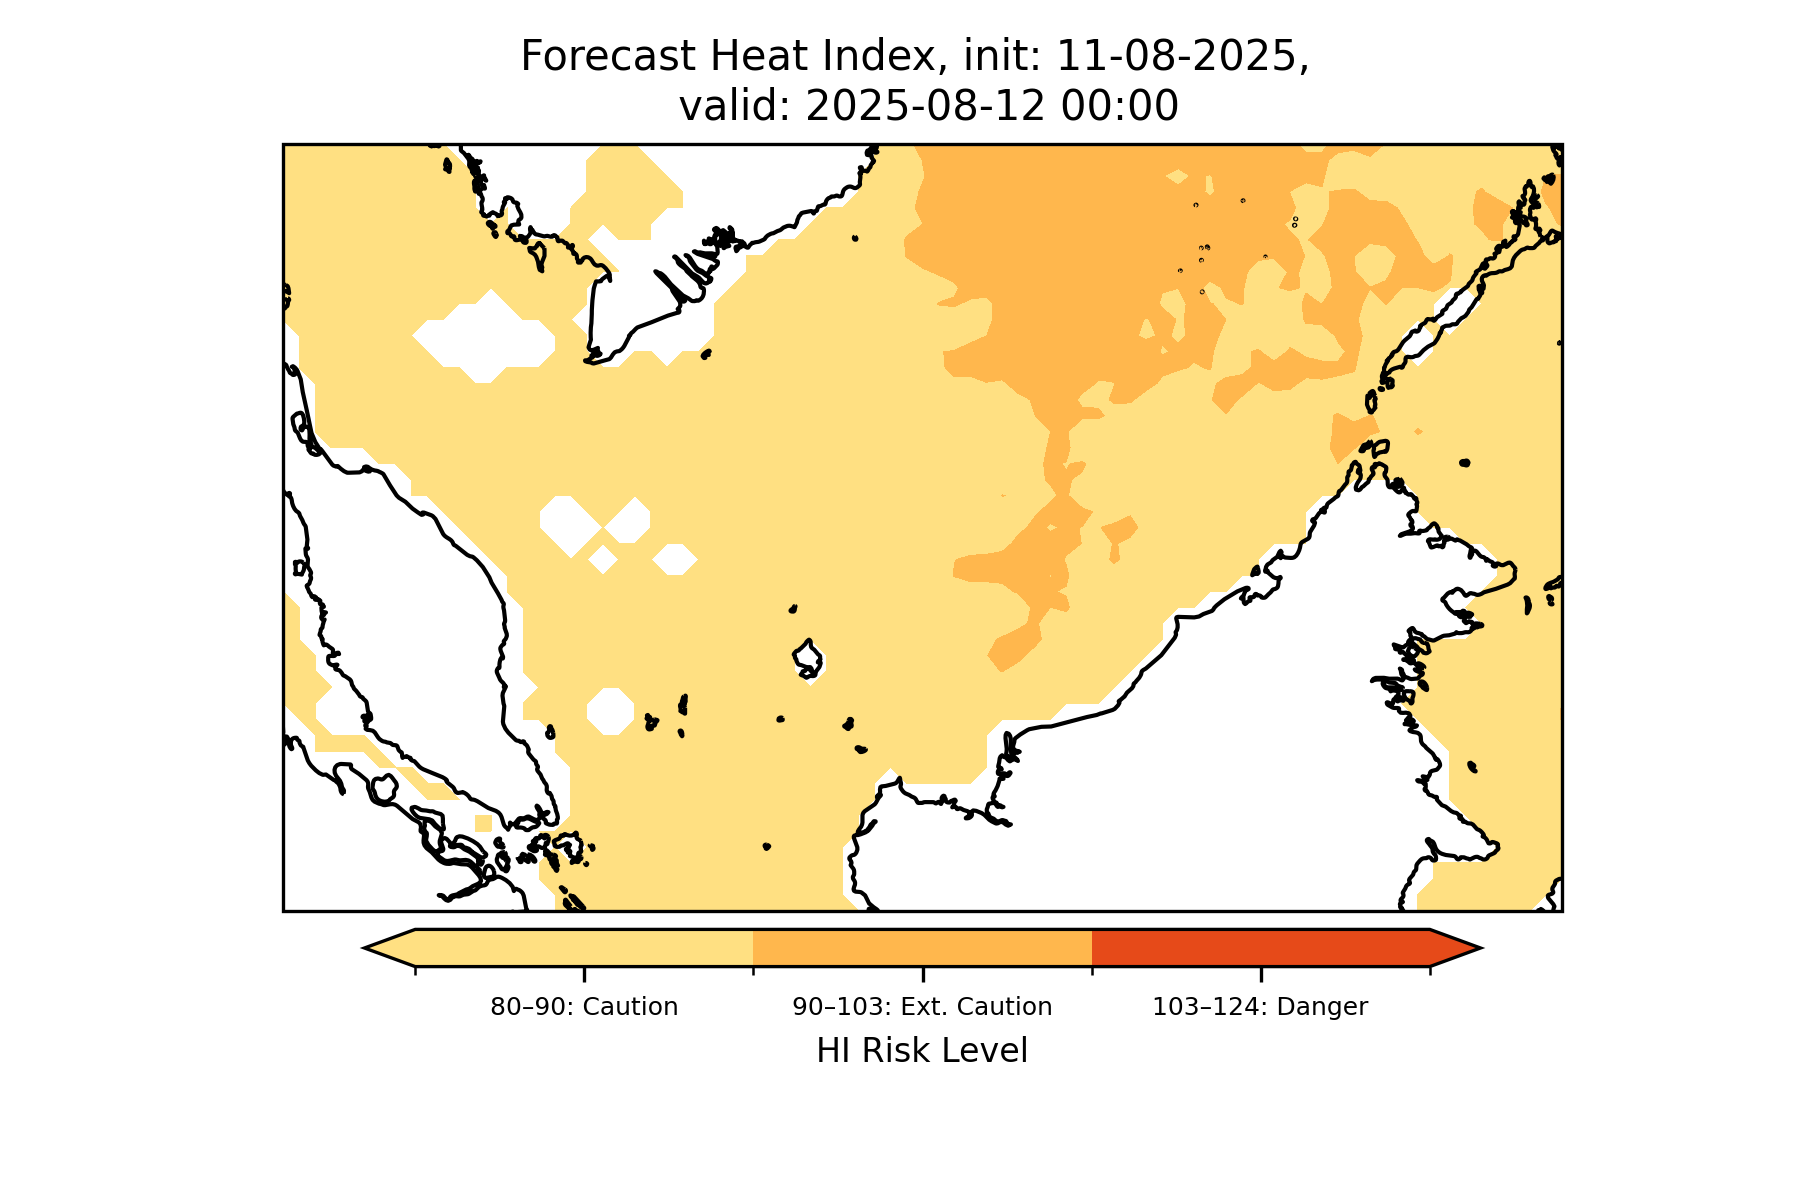 Forecast Heat Index, init: 11-08-2025,
valid: 2025-08-12 00:00
80–90: Caution
90–103: Ext. Caution
103–124: Danger
HI Risk Level